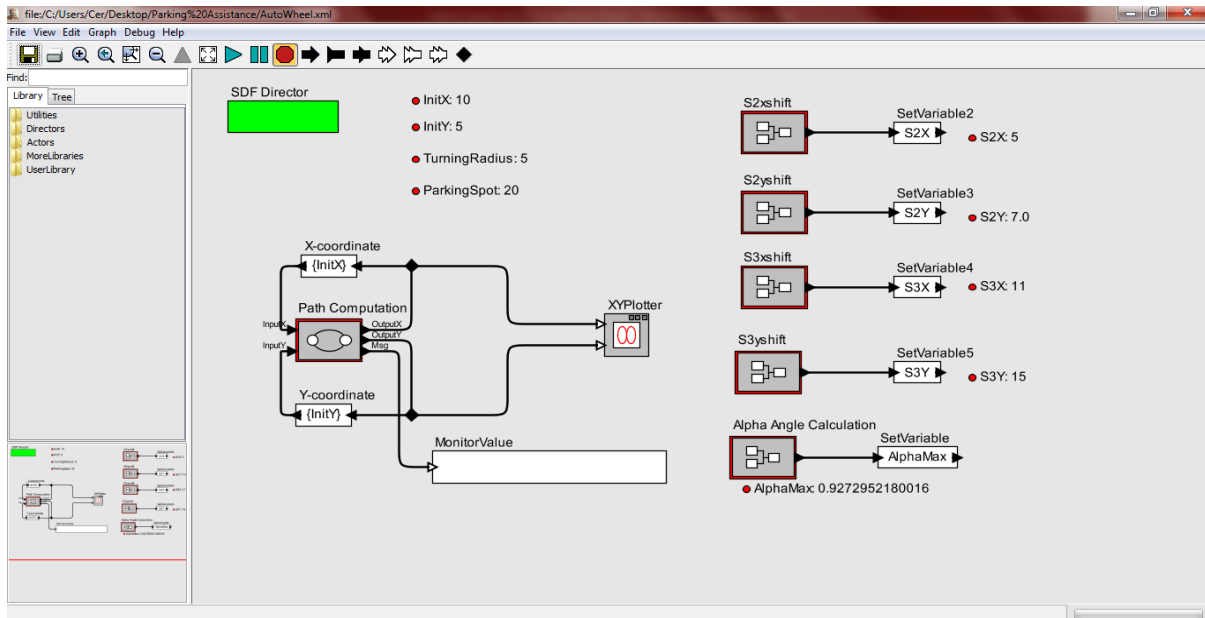 file:/C:/Users/Cer/Desktop/Parking%20Assistance/AutoWheel.xml
File View Edit Graph Debug Help
Find:
Library Tree
Utilities
Directors
Actors
MoreLibraries
UserLibrary
SDF Director
InitX: 10
InitY: 5
TurningRadius: 5
ParkingSpot: 20
X-coordinate
{InitX}
Path Computation
InputX
InputY
OutputX
OutputY
Msg
Y-coordinate
{InitY}
XYPlotter
MonitorValue
S2xshift
SetVariable2
S2X
S2X: 5
S2yshift
SetVariable3
S2Y
S2Y: 7.0
S3xshift
SetVariable4
S3X
S3X: 11
S3yshift
SetVariable5
S3Y
S3Y: 15
Alpha Angle Calculation
SetVariable
AlphaMax
AlphaMax: 0.9272952180016